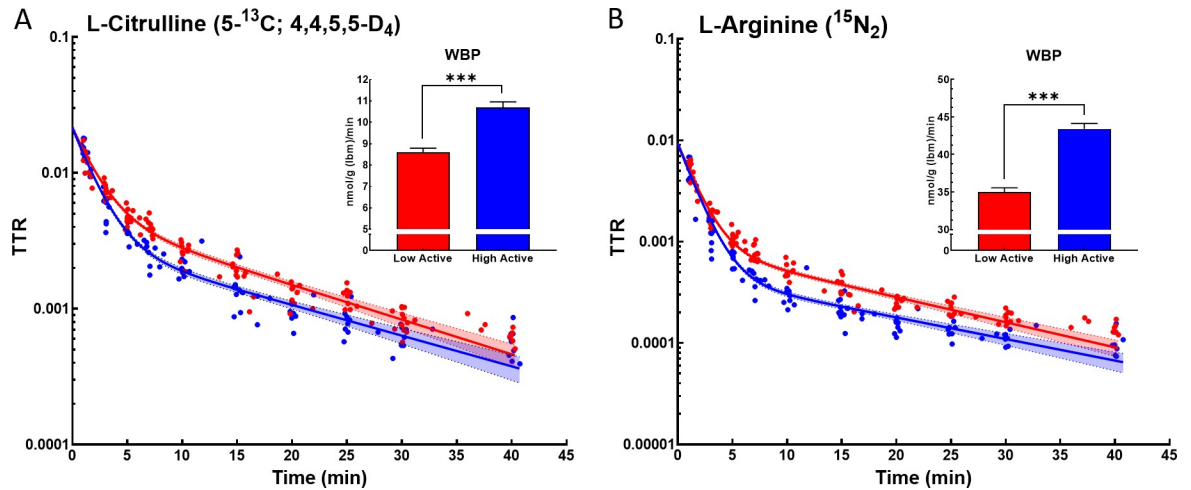 A
L-Citrulline (5-¹³C; 4,4,5,5-D₄)
0.1
0.01
0.001
0.0001
TTR
0 5 10 15 20 25 30 35 40 45
Time (min)
WBP
***
nmol/g (lbm)/min
12
11
10
9
8
7
6
5
0
Low Active High Active
B
L-Arginine (¹⁵N₂)
0.1
0.01
0.001
0.0001
0.00001
TTR
0 5 10 15 20 25 30 35 40 45
Time (min)
WBP
***
nmol/g (lbm)/min
50
45
40
35
30
0
Low Active High Active